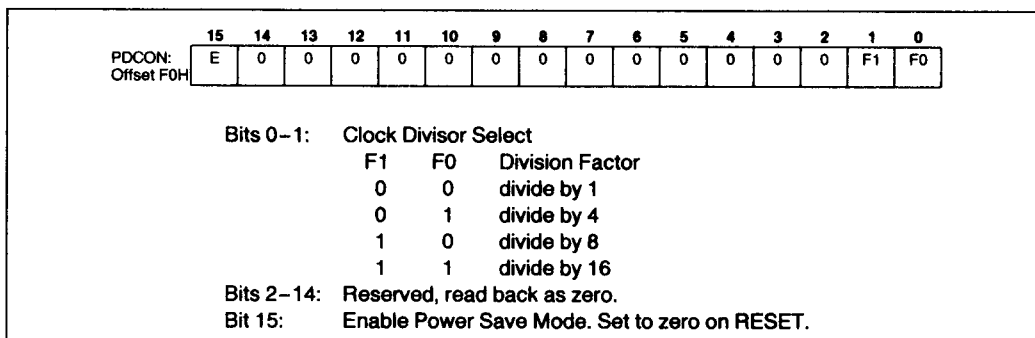 15 14 13 12 11 10 9 8 7 6 5 4 3 2 1 0
PDCON: E 0 0 0 0 0 0 0 0 0 0 0 0 0 F1 F0
Offset F0H
Bits 0–1: Clock Divisor Select
F1 F0 Division Factor
0 0 divide by 1
0 1 divide by 4
1 0 divide by 8
1 1 divide by 16
Bits 2–14: Reserved, read back as zero.
Bit 15: Enable Power Save Mode. Set to zero on RESET.